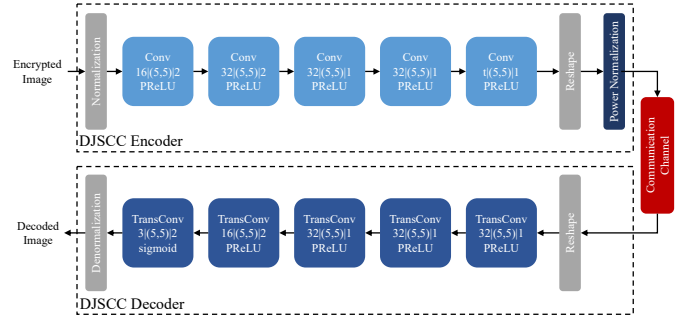 Encrypted
Image
Normalization
Conv
16|(5,5)|2
PReLU
Conv
32|(5,5)|2
PReLU
Conv
32|(5,5)|1
PReLU
Conv
32|(5,5)|1
PReLU
Conv
t|(5,5)|1
PReLU
Reshape
Power Normalization
DJSCC Encoder
Communication
Channel
Decoded
Image
Denormalization
TransConv
3|(5,5)|2
sigmoid
TransConv
16|(5,5)|2
PReLU
TransConv
32|(5,5)|1
PReLU
TransConv
32|(5,5)|1
PReLU
TransConv
32|(5,5)|1
PReLU
Reshape
DJSCC Decoder